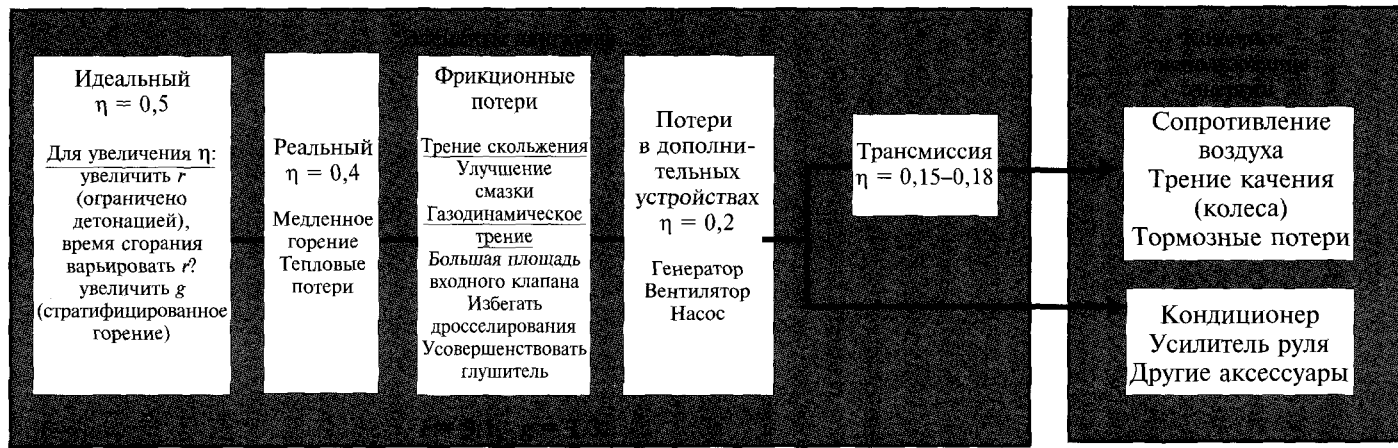 Идеальный
η = 0,5
Для увеличения η:
увеличить r
(ограничено
детонацией),
время сгорания
варьировать r?
увеличить g
(стратифицированное
горение)
Реальный
η = 0,4
Медленное
горение
Тепловые
потери
Фрикционные
потери
Трение скольжения
Улучшение
смазки
Газодинамическое
трение
Большая площадь
входного клапана
Избегать
дросселирования
Усовершенствовать
глушитель
Потери
в дополни-
тельных
устройствах
η = 0,2
Генератор
Вентилятор
Насос
Трансмиссия
η = 0,15–0,18
Сопротивление
воздуха
Трение качения
(колеса)
Тормозные потери
Кондиционер
Усилитель руля
Другие аксессуары